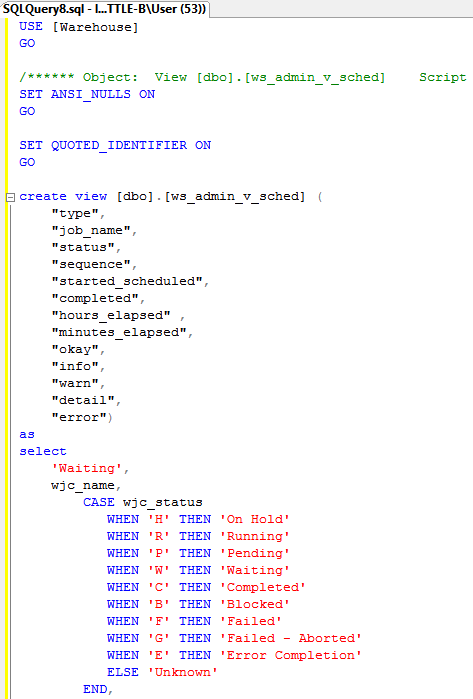 SQLQuery8.sql - l...TTLE-B\User (53))
USE [Warehouse]
GO
/****** Object:  View [dbo].[ws_admin_v_sched]    Script
SET ANSI_NULLS ON
GO
SET QUOTED_IDENTIFIER ON
GO
create view [dbo].[ws_admin_v_sched] (
"type",
"job_name",
"status",
"sequence",
"started_scheduled",
"completed",
"hours_elapsed" ,
"minutes_elapsed",
"okay",
"info",
"warn",
"detail",
"error")
as
select
'Waiting',
wjc_name,
CASE wjc_status
WHEN 'H' THEN 'On Hold'
WHEN 'R' THEN 'Running'
WHEN 'P' THEN 'Pending'
WHEN 'W' THEN 'Waiting'
WHEN 'C' THEN 'Completed'
WHEN 'B' THEN 'Blocked'
WHEN 'F' THEN 'Failed'
WHEN 'G' THEN 'Failed - Aborted'
WHEN 'E' THEN 'Error Completion'
ELSE 'Unknown'
END,